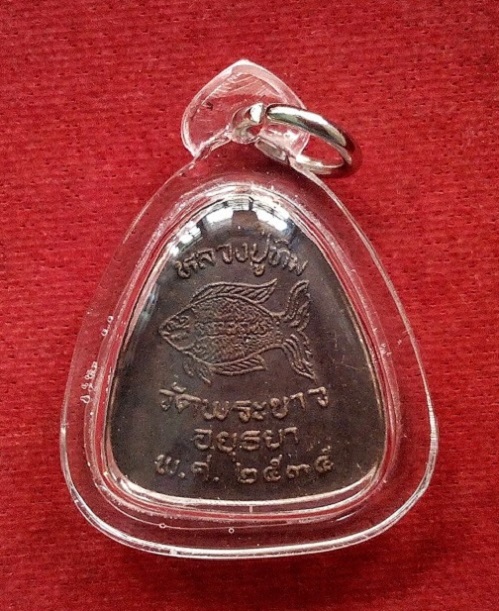 หลวงปู่ทิม
วัดพระขาว
อยุธยา
พ.ศ. ๒๕๓๕